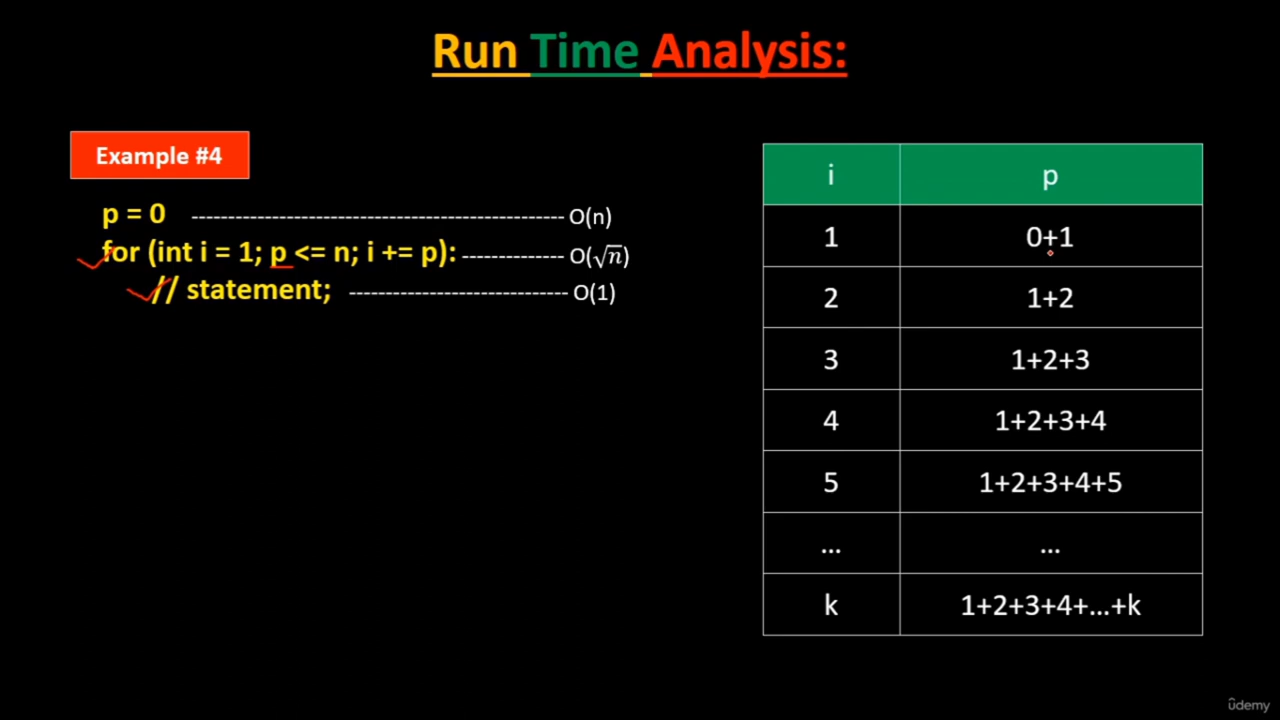 Run Time Analysis:
Example #4
p = 0 ------------------------------------------------- O(n)
for (int i = 1; p <= n; i += p): -------------- O(√n)
// statement; ----------------------------- O(1)
i p
1 0+1
2 1+2
3 1+2+3
4 1+2+3+4
5 1+2+3+4+5
... ...
k 1+2+3+4+...+k
ûdemy